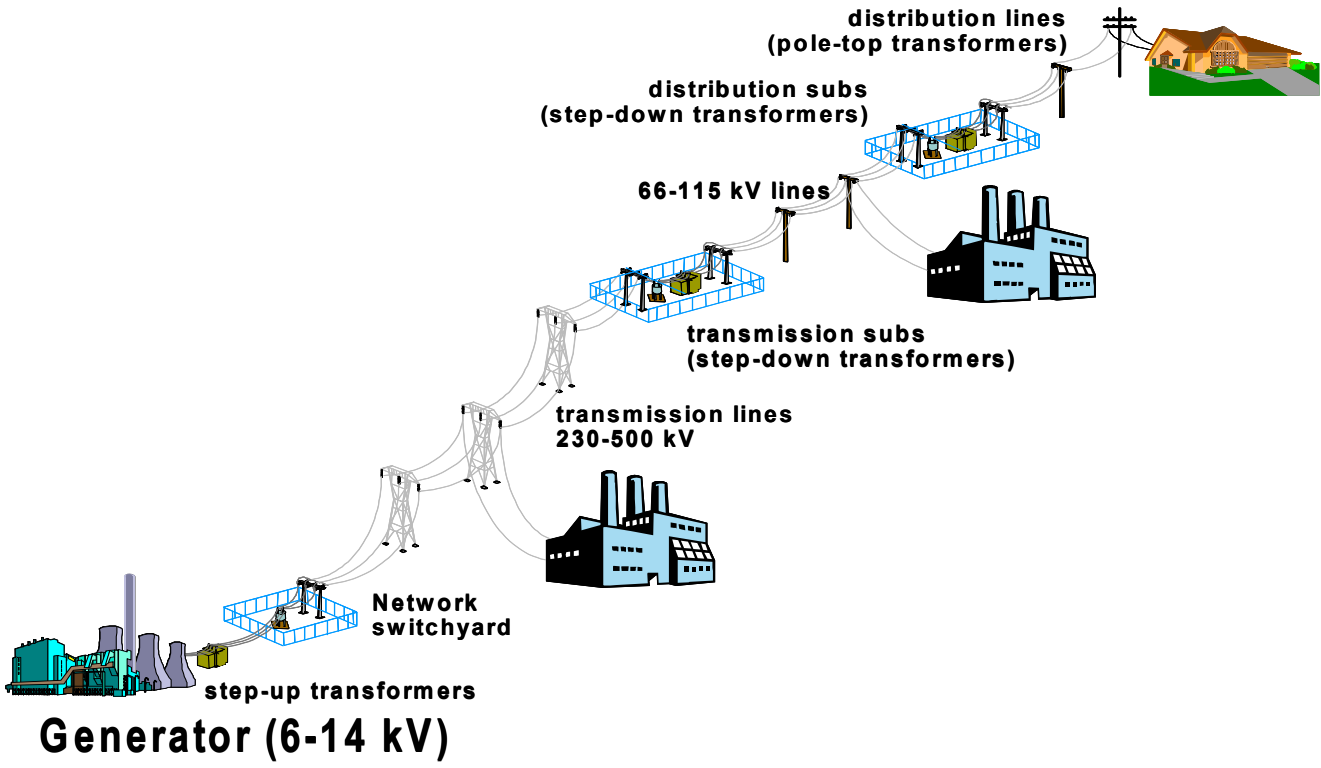 distribution lines
(pole-top transformers)
distribution subs
(step-down transformers)
66-115 kV lines
transmission subs
(step-down transformers)
transmission lines
230-500 kV
Network
switchyard
step-up transformers
Generator (6-14 kV)